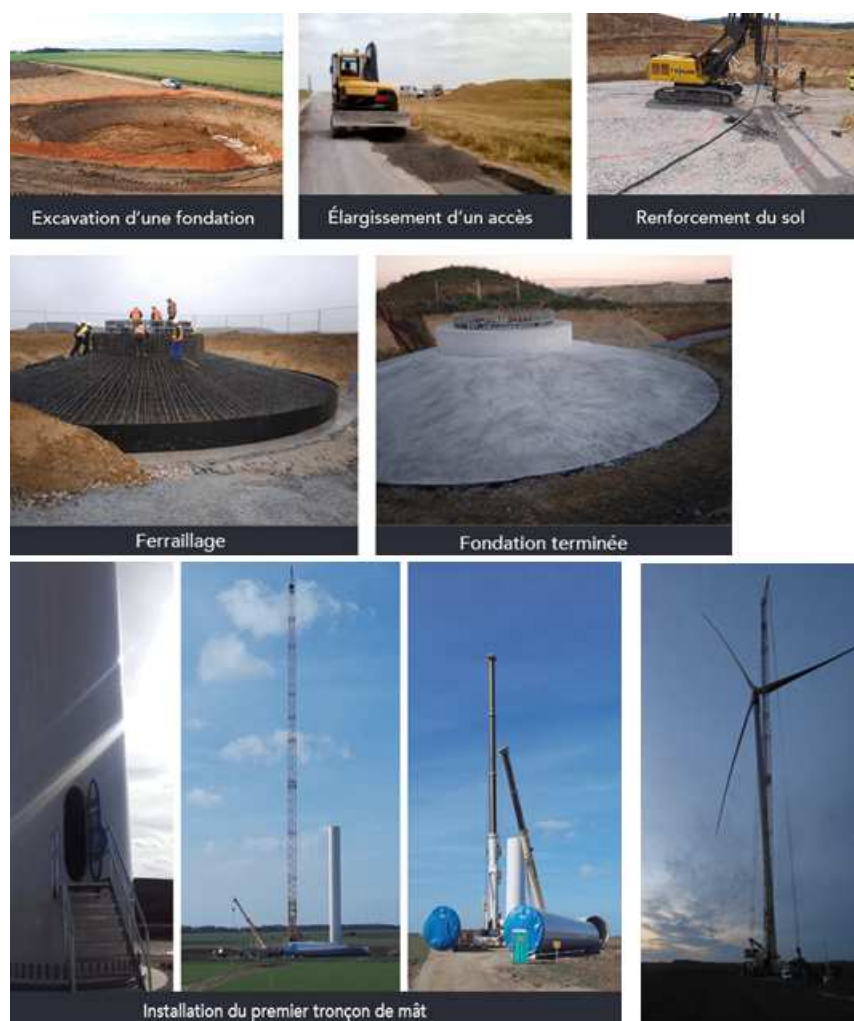 Excavation d'une fondation
Élargissement d'un accès
Renforcement du sol
Ferraillage
Fondation terminée
Installation du premier tronçon de mât